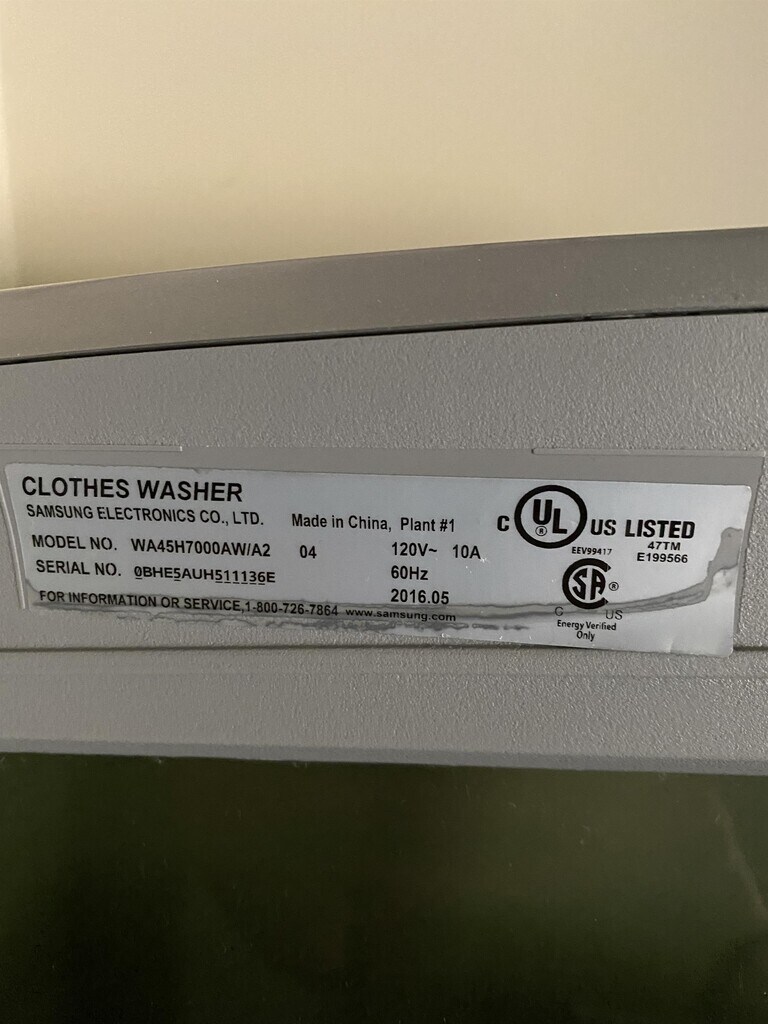 CLOTHES WASHER
SAMSUNG ELECTRONICS CO., LTD. Made in China, Plant #1
MODEL NO. WA45H7000AW/A2 04 120V~ 10A
SERIAL NO. 0BHE5AUH511136E 60Hz
2016.05
FOR INFORMATION OR SERVICE,1-800-726-7864 www.samsung.com
C UL® US LISTED
EEV99417 47TM
E199566
SA®
C US
Energy Verified
Only